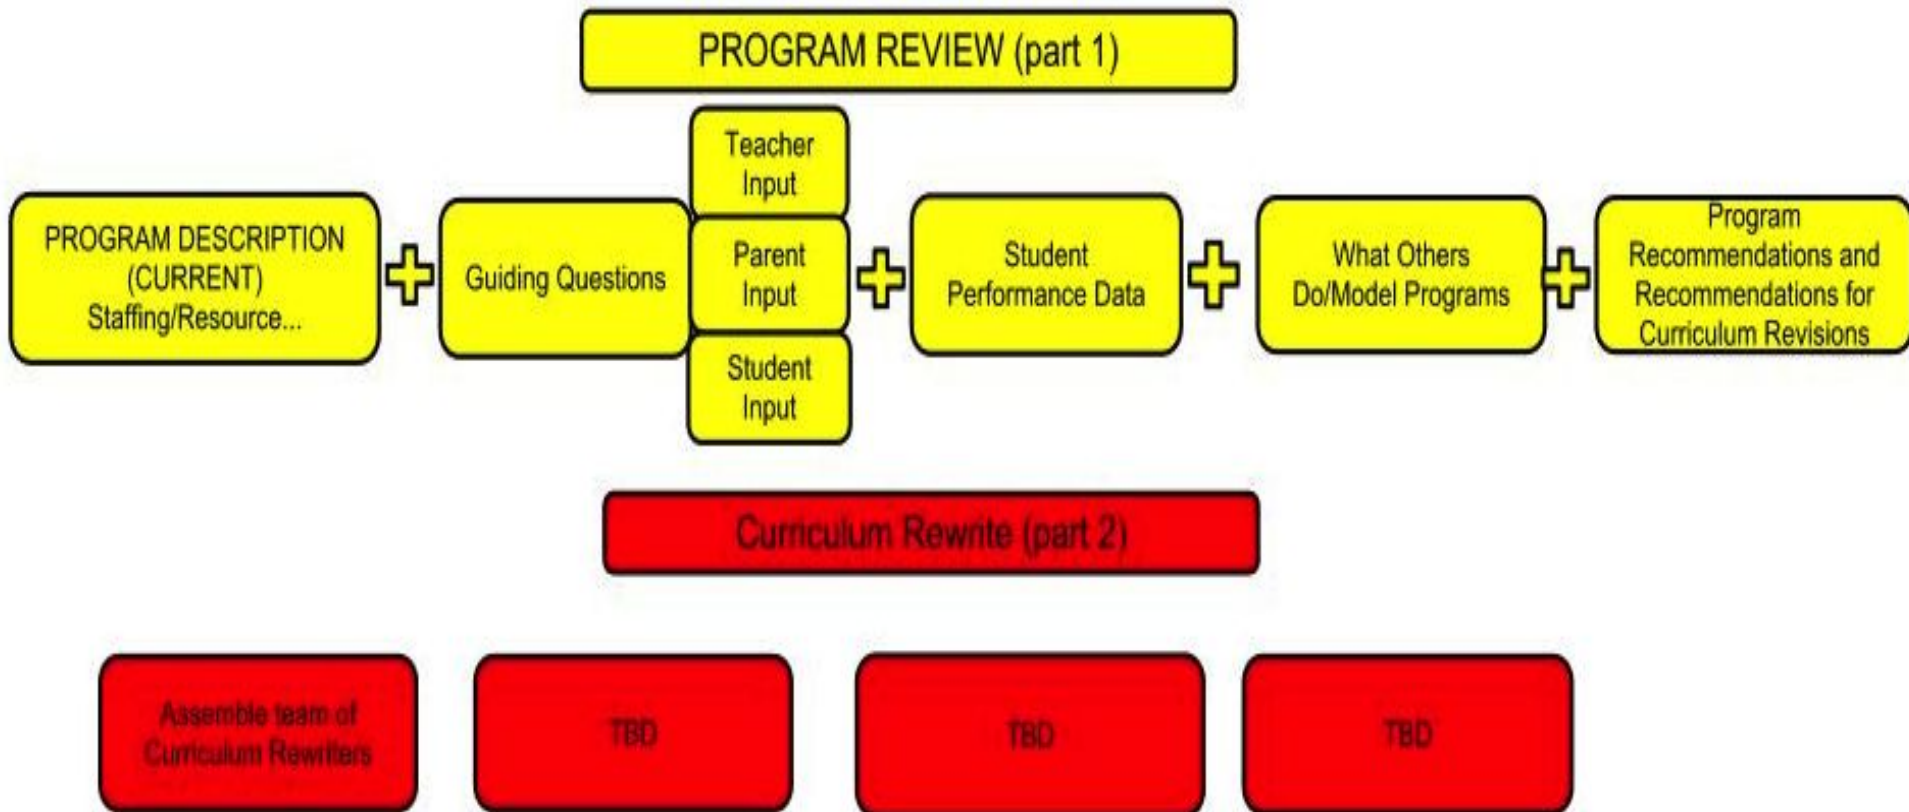 PROGRAM REVIEW (part 1)
PROGRAM DESCRIPTION
(CURRENT)
Staffing/Resource...
Guiding Questions
Teacher
Input
Parent
Input
Student
Input
Student
Performance Data
What Others
Do/Model Programs
Program
Recommendations and
Recommendations for
Curriculum Revisions
Curriculum Rewrite (part 2)
Assemble team of
Curriculum Rewriters
TBD
TBD
TBD